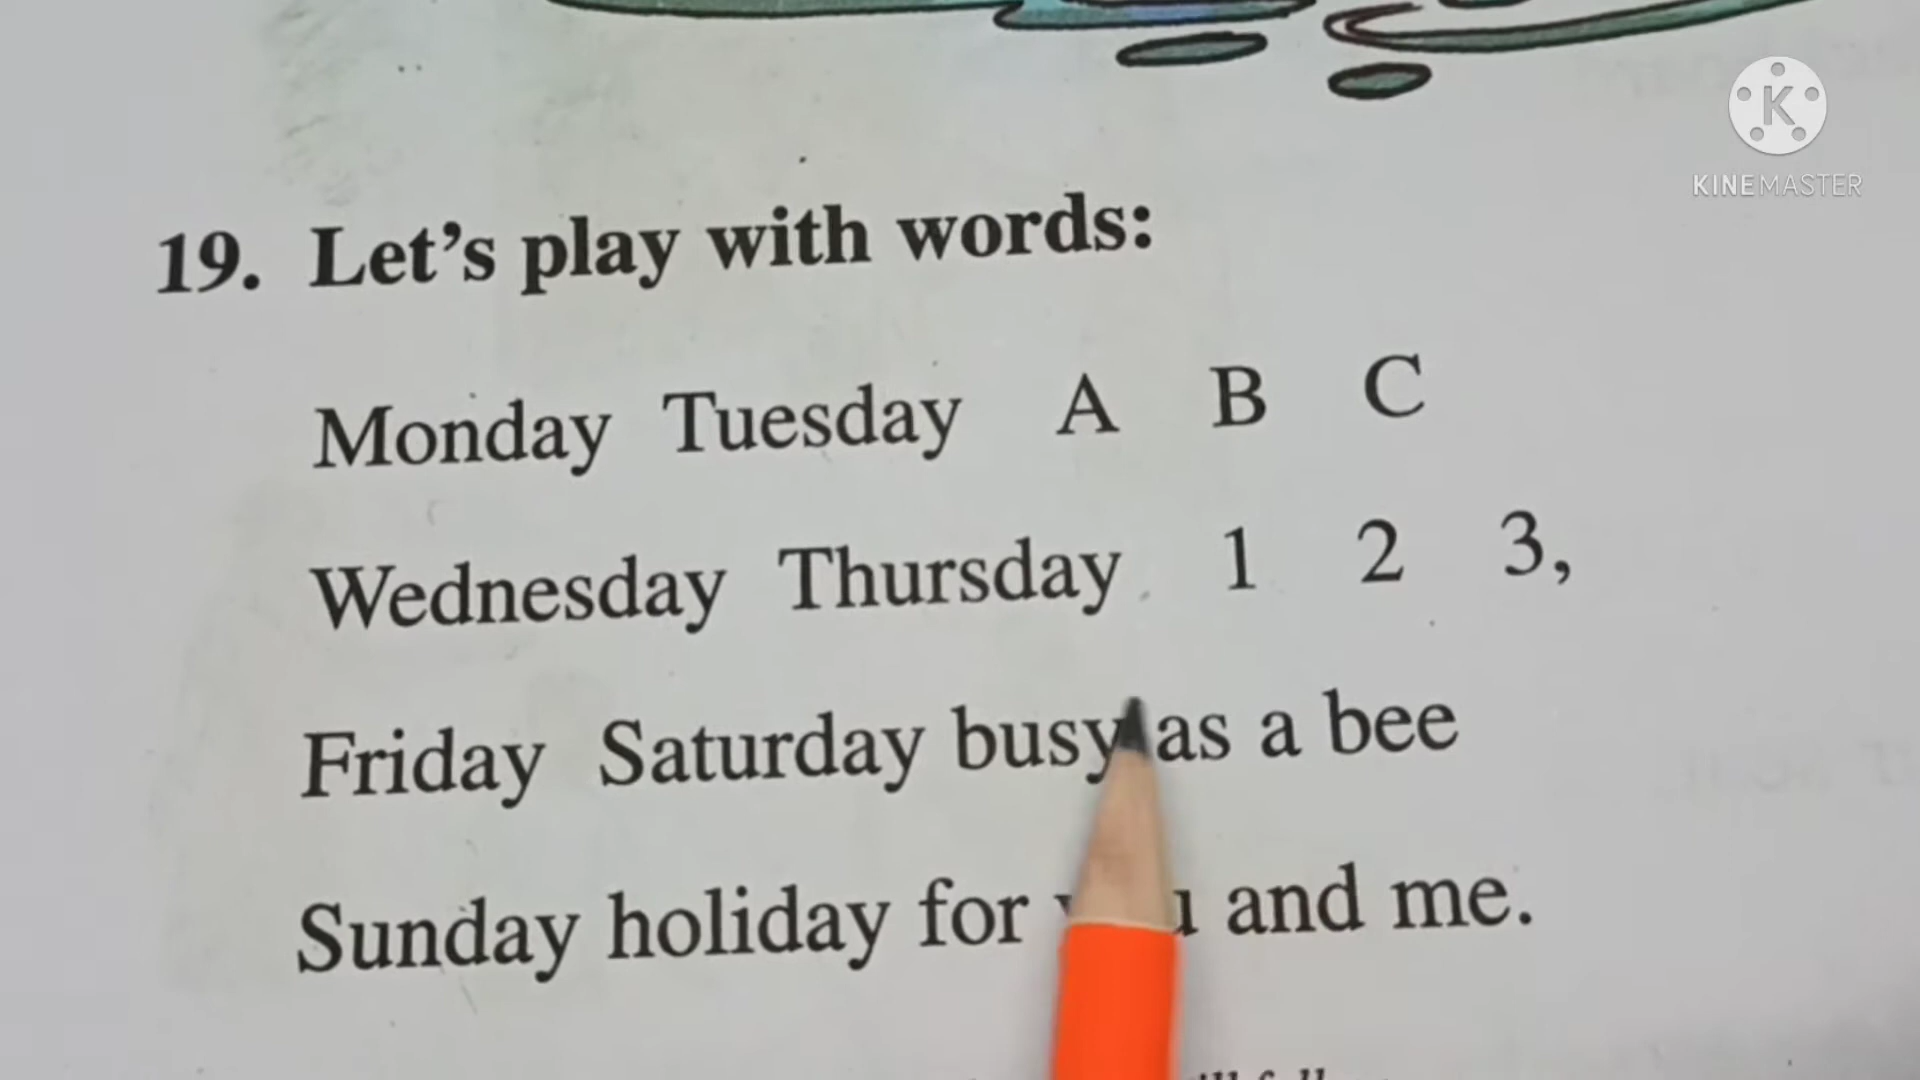 KINEMASTER
19. Let's play with words:
Monday Tuesday A B C
Wednesday Thursday 1 2 3,
Friday Saturday busy as a bee
Sunday holiday for and me.